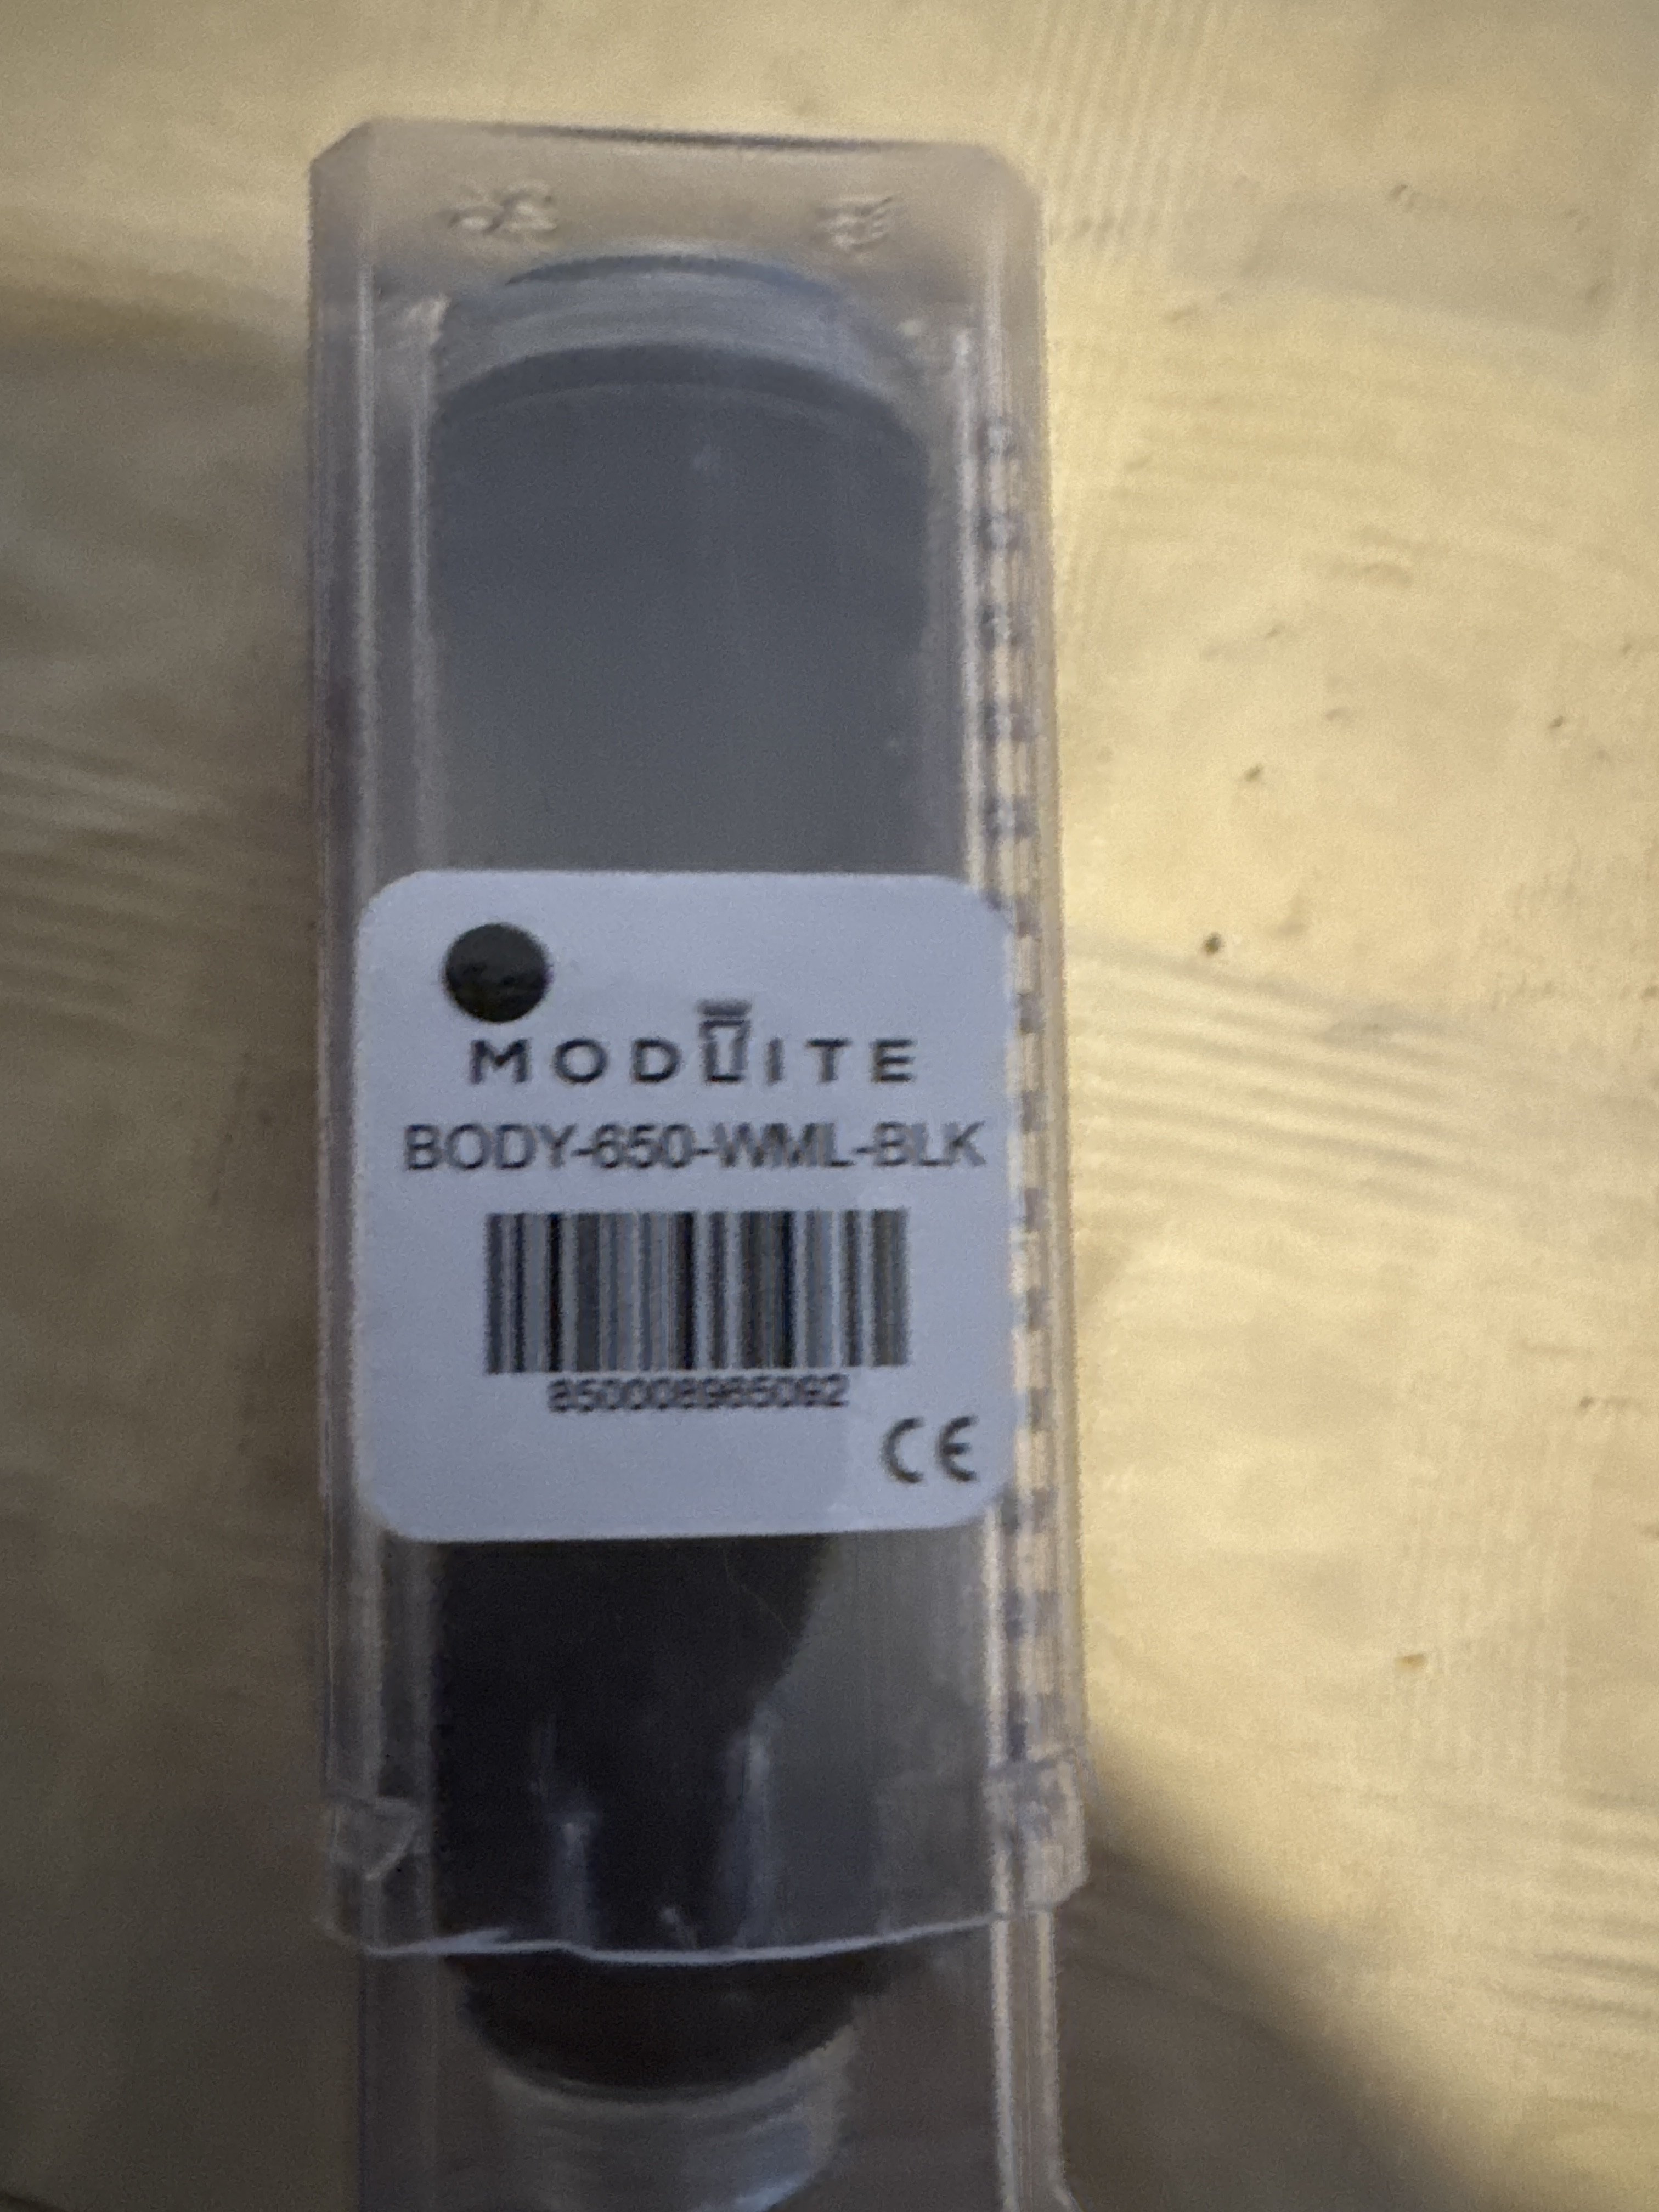 MODLITE
BODY-650-WML-BLK
850008965092
CE